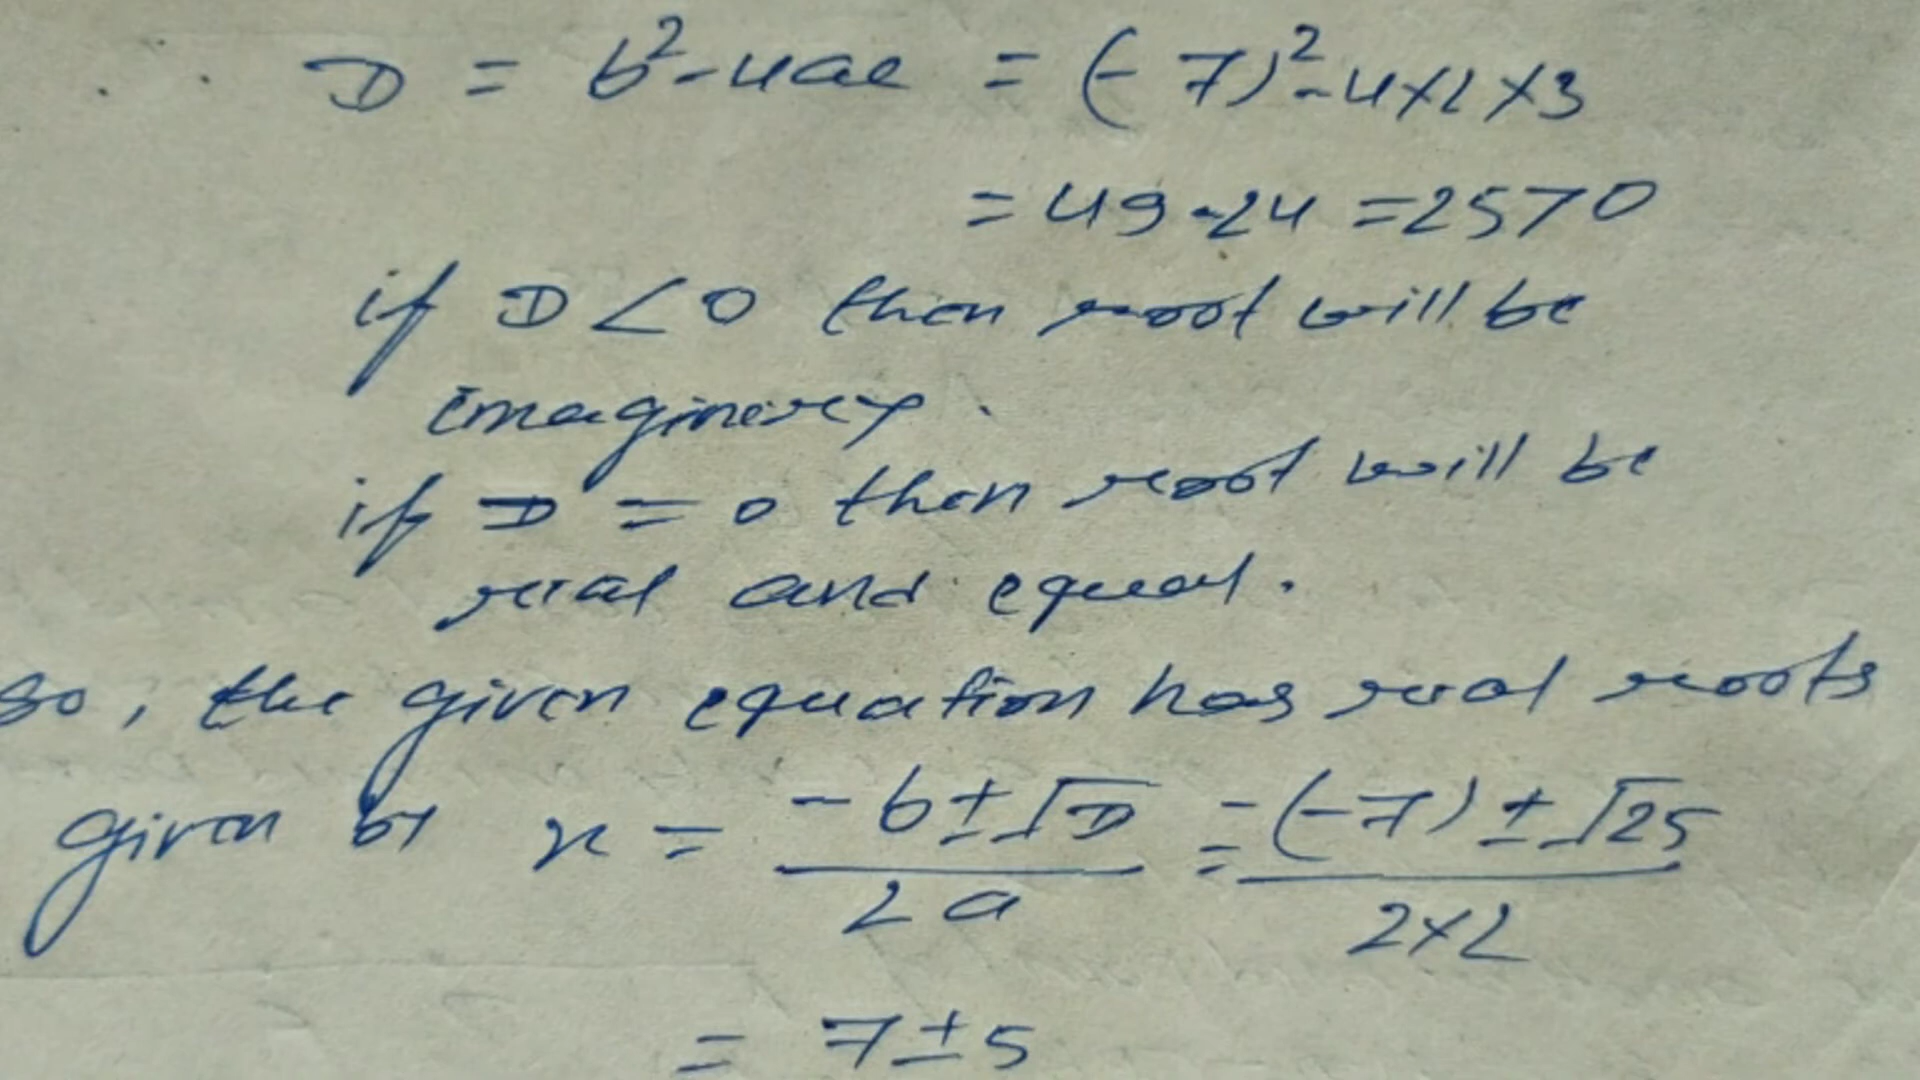 D = b²-4ac = (-7)²-4×2×3
= 49-24 = 25>0
if D<0 then root will be
imaginery.
if D = 0 then root will be
real and equal.
So, the given equation has real roots
given by x = (-b±√D)/(2a) = (-(-7)±√25)/(2×2)
= 7±5